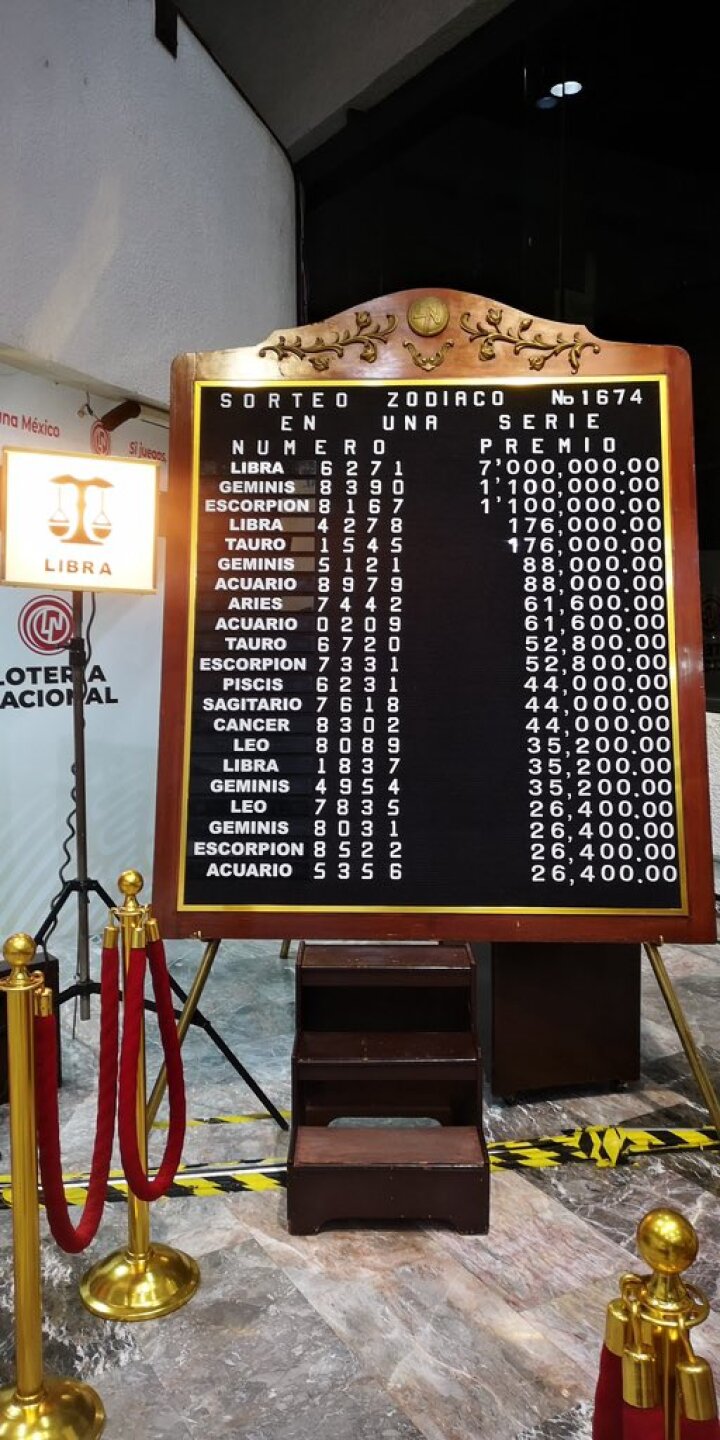 una México
Si juegas,
LIBRA
LN
LOTERIA
NACIONAL
SORTEO ZODIACO No 1674
EN UNA SERIE
NUMERO PREMIO
LIBRA 6271 7'000,000.00
GEMINIS 8390 1'100,000.00
ESCORPION 8167 1'100,000.00
LIBRA 4278 176,000.00
TAURO 1545 176,000.00
GEMINIS 5121 88,000.00
ACUARIO 8979 88,000.00
ARIES 7442 61,600.00
ACUARIO 0209 61,600.00
TAURO 6720 52,800.00
ESCORPION 7331 52,800.00
PISCIS 6231 44,000.00
SAGITARIO 7618 44,000.00
CANCER 8302 44,000.00
LEO 8089 35,200.00
LIBRA 1837 35,200.00
GEMINIS 4954 35,200.00
LEO 7835 26,400.00
GEMINIS 8031 26,400.00
ESCORPION 8522 26,400.00
ACUARIO 5356 26,400.00